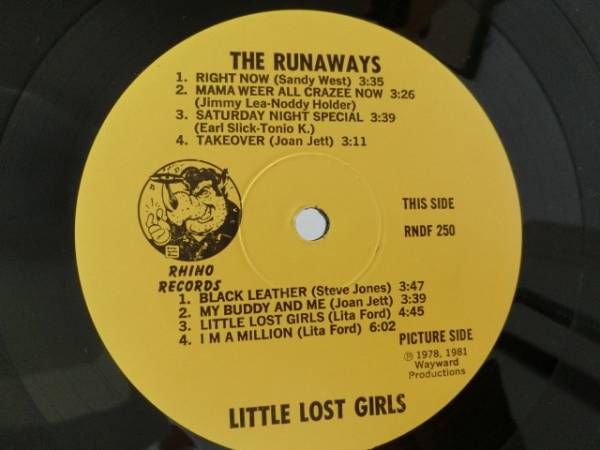 THE RUNAWAYS
1. RIGHT NOW (Sandy West) 3:35
2. MAMA WEER ALL CRAZEE NOW 3:26
(Jimmy Lea-Noddy Holder)
3. SATURDAY NIGHT SPECIAL 3:39
(Earl Slick-Tonio K.)
4. TAKEOVER (Joan Jett) 3:11
THIS SIDE
RNDF 250
RHINO
RECORDS
1. BLACK LEATHER (Steve Jones) 3:47
2. MY BUDDY AND ME (Joan Jett) 3:39
3. LITTLE LOST GIRLS (Lita Ford) 4:45
4. I M A MILLION (Lita Ford) 6:02
PICTURE SIDE
℗ 1978, 1981
Wayward
Productions
LITTLE LOST GIRLS